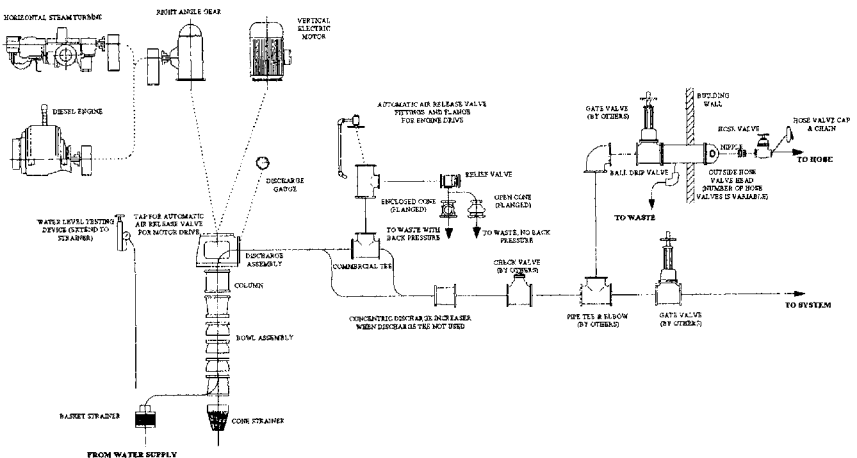 HORIZONTAL STEAM TURBINE
RIGHT ANGLE GEAR
VERTICAL
ELECTRIC
MOTOR
DIESEL ENGINE
DISCHARGE
GAUGE
AUTOMATIC AIR RELEASE VALVE
FITTINGS AND FLANGE
FOR ENGINE DRIVE
GATE VALVE
(BY OTHERS)
BUILDING
WALL
HOSE VALVE
HOSE VALVE CAP
& CHAIN
NIPPLE
TO HOSE
BALL DRIP VALVE
OUTSIDE HOSE
VALVE HEAD
(NUMBER OF HOSE
VALVES IS VARIABLE)
TO WASTE
RELIEF VALVE
ENCLOSED CONE
(FLANGED)
OPEN CONE
(FLANGED)
TO WASTE WITH
BACK PRESSURE
TO WASTE, NO BACK
PRESSURE
WATER LEVEL TESTING
DEVICE (EXTEND TO
STRAINER)
TAP FOR AUTOMATIC
AIR RELEASE VALVE
FOR MOTOR DRIVE
DISCHARGE
ASSEMBLY
COMMERCIAL TEE
CHECK VALVE
(BY OTHERS)
COLUMN
CONCENTRIC DISCHARGE INCREASER
WHEN DISCHARGE TEE NOT USED
PIPE TEE & ELBOW
(BY OTHERS)
GATE VALVE
(BY OTHERS)
TO SYSTEM
BOWL ASSEMBLY
BASKET STRAINER
CONE STRAINER
FROM WATER SUPPLY